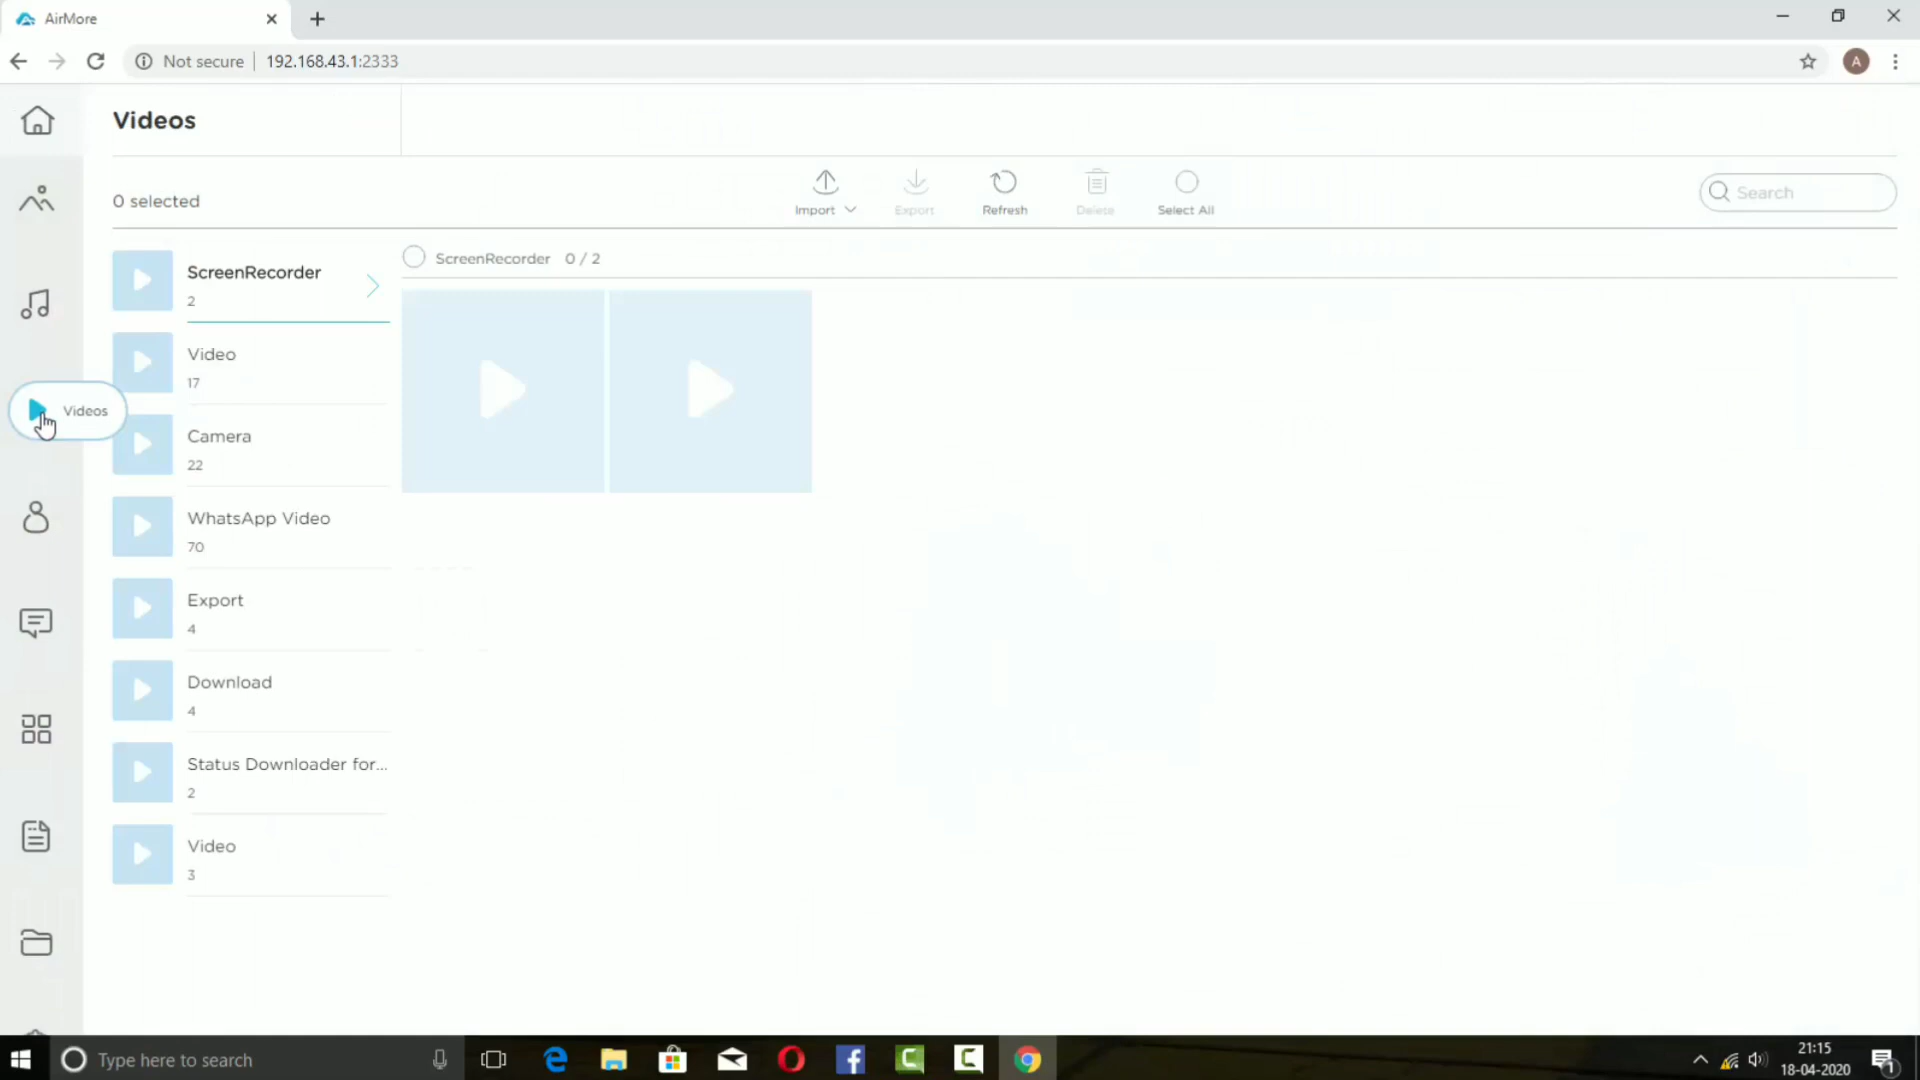 AirMore
Not secure 192.168.43.1:2333
A
Videos
0 selected
Import Export Refresh Delete Select All
Search
ScreenRecorder
2
ScreenRecorder 0 / 2
Video
17
Videos
Camera
22
WhatsApp Video
70
Export
4
Download
4
Status Downloader for...
2
Video
3
Type here to search
21:15
18-04-2020
1